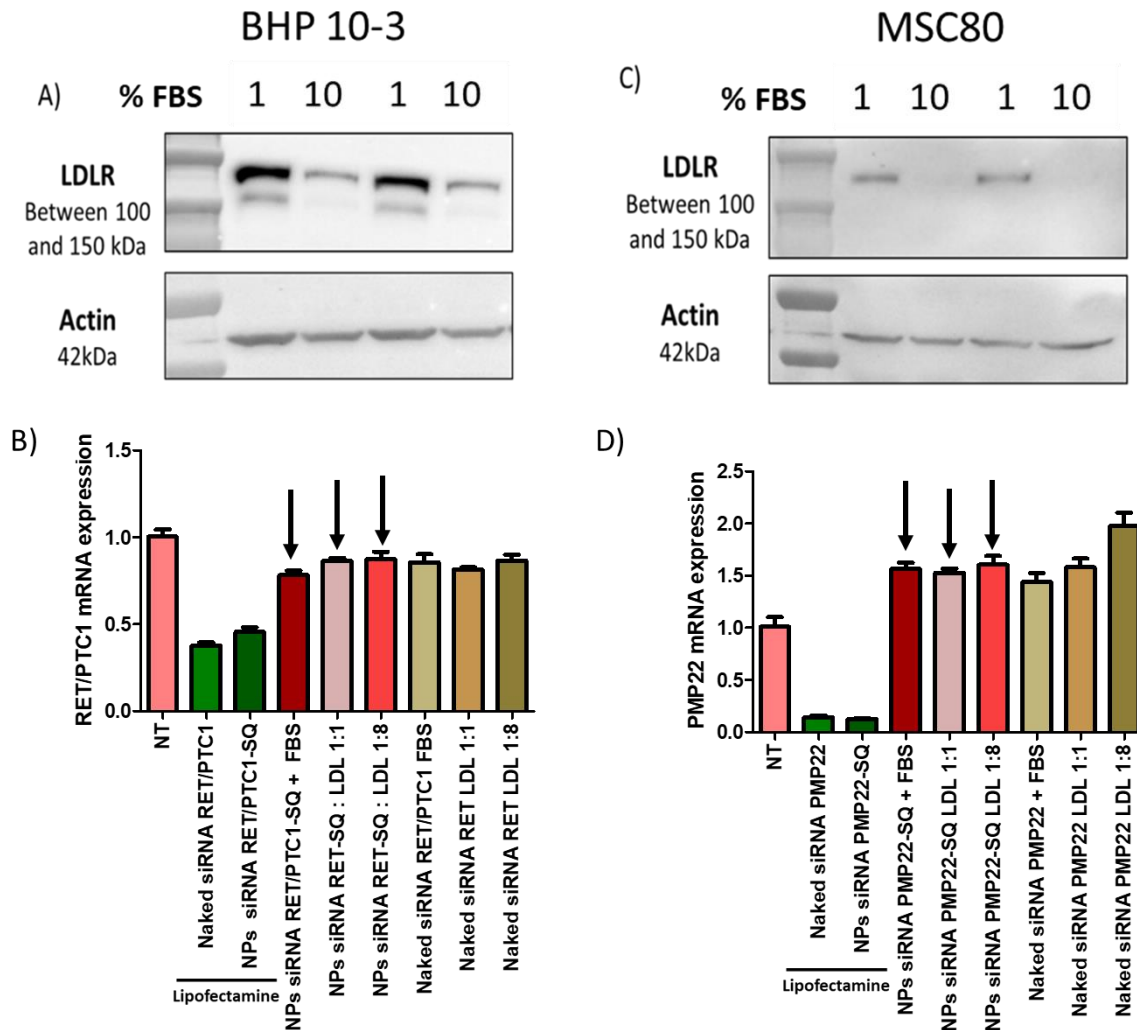 BHP 10-3
A)
% FBS 1 10 1 10
LDLR
Between 100
and 150 kDa
Actin
42kDa
MSC80
C)
% FBS 1 10 1 10
LDLR
Between 100
and 150 kDa
Actin
42kDa
B)
RET/PTC1 mRNA expression
1.5
1.0
0.5
0.0
NT
Naked siRNA RET/PTC1
NPs siRNA RET/PTC1-SQ
NPs siRNA RET/PTC1-SQ + FBS
NPs siRNA RET-SQ : LDL 1:1
NPs siRNA RET-SQ : LDL 1:8
Naked siRNA RET/PTC1 FBS
Naked siRNA RET LDL 1:1
Naked siRNA RET LDL 1:8
Lipofectamine
D)
PMP22 mRNA expression
2.5
2.0
1.5
1.0
0.5
0.0
NT
Naked siRNA PMP22
NPs siRNA PMP22-SQ
NPs siRNA PMP22-SQ + FBS
NPs siRNA PMP22-SQ LDL 1:1
NPs siRNA PMP22-SQ LDL 1:8
Naked siRNA PMP22 + FBS
Naked siRNA PMP22 LDL 1:1
Naked siRNA PMP22 LDL 1:8
Lipofectamine